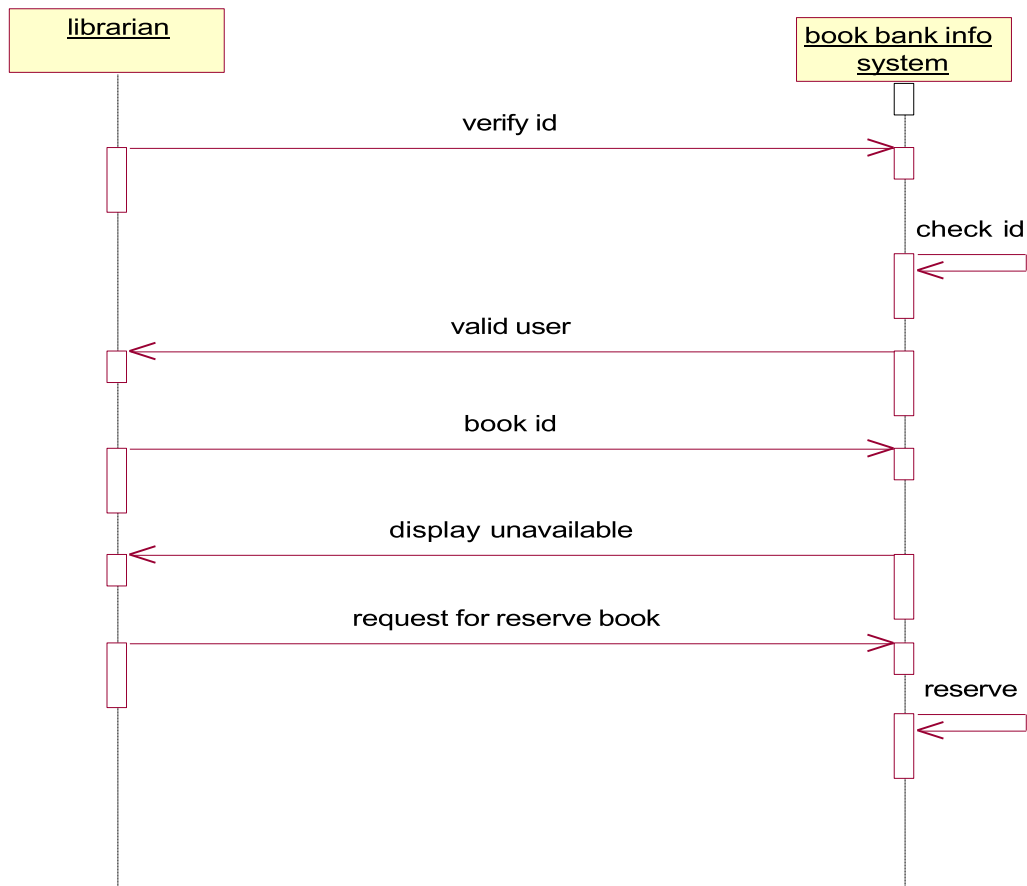 librarian
book bank info
system
verify id
check id
valid user
book id
display unavailable
request for reserve book
reserve